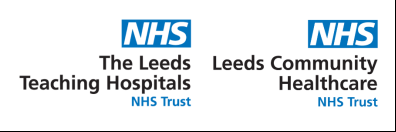 NHS
The Leeds
Teaching Hospitals
NHS Trust
NHS
Leeds Community
Healthcare
NHS Trust